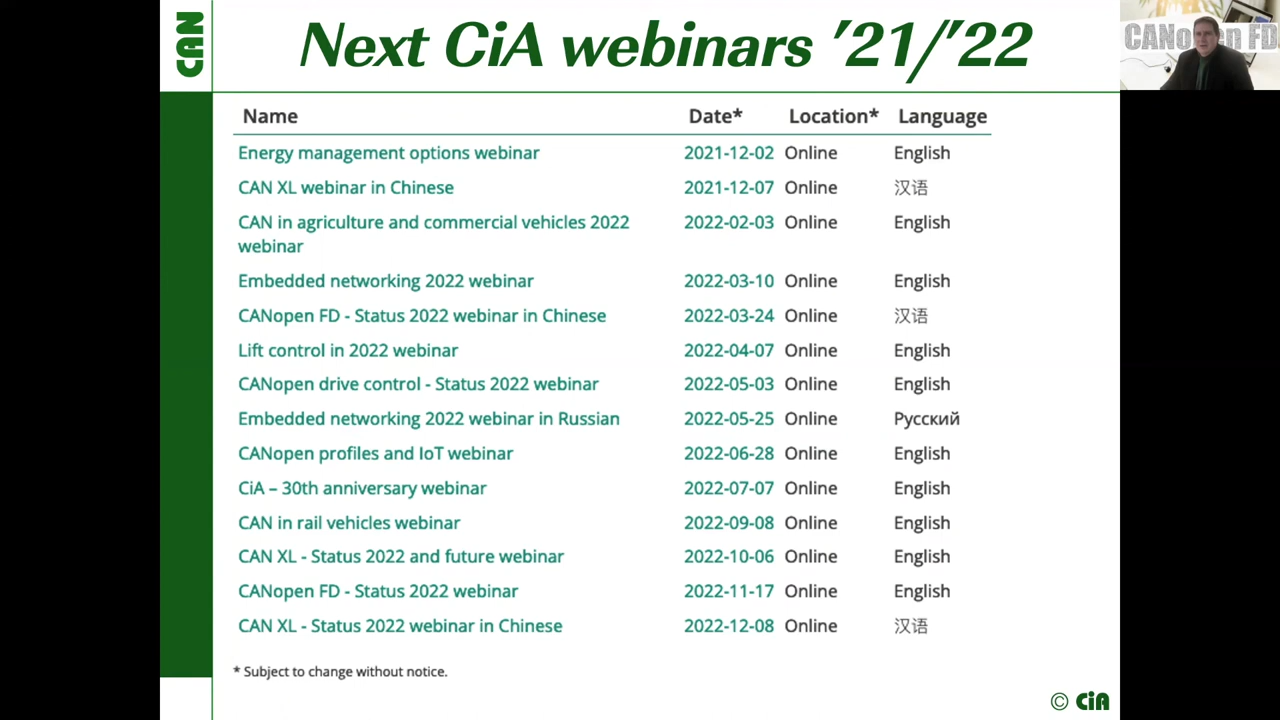 CAN
Next CiA webinars ’21/’22
CANopen FD
Name Date* Location* Language
Energy management options webinar 2021-12-02 Online English
CAN XL webinar in Chinese 2021-12-07 Online 汉语
CAN in agriculture and commercial vehicles 2022 2022-02-03 Online English
webinar
Embedded networking 2022 webinar 2022-03-10 Online English
CANopen FD - Status 2022 webinar in Chinese 2022-03-24 Online 汉语
Lift control in 2022 webinar 2022-04-07 Online English
CANopen drive control - Status 2022 webinar 2022-05-03 Online English
Embedded networking 2022 webinar in Russian 2022-05-25 Online Русский
CANopen profiles and IoT webinar 2022-06-28 Online English
CiA – 30th anniversary webinar 2022-07-07 Online English
CAN in rail vehicles webinar 2022-09-08 Online English
CAN XL - Status 2022 and future webinar 2022-10-06 Online English
CANopen FD - Status 2022 webinar 2022-11-17 Online English
CAN XL - Status 2022 webinar in Chinese 2022-12-08 Online 汉语
* Subject to change without notice.
© CiA